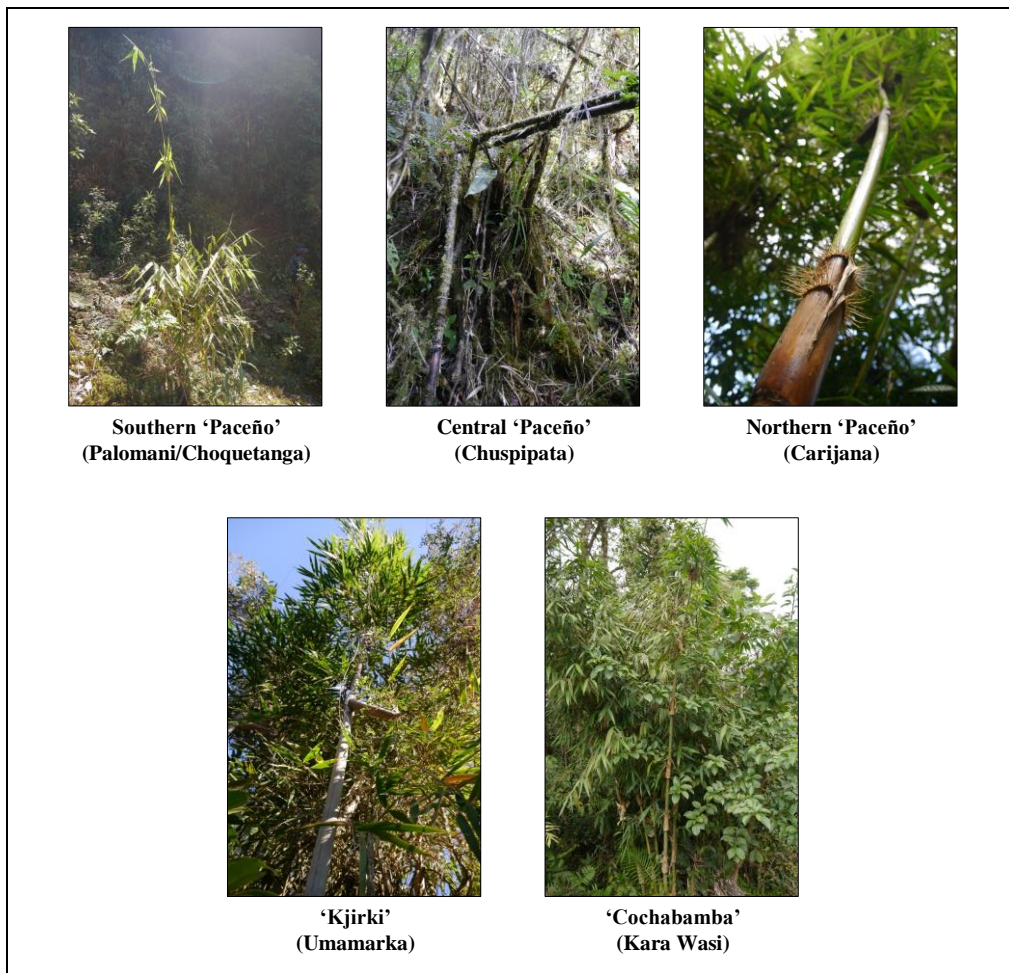 Southern ‘Paceño’
(Palomani/Choquetanga)
Central ‘Paceño’
(Chuspipata)
Northern ‘Paceño’
(Carijana)
‘Kjirki’
(Umamarka)
‘Cochabamba’
(Kara Wasi)